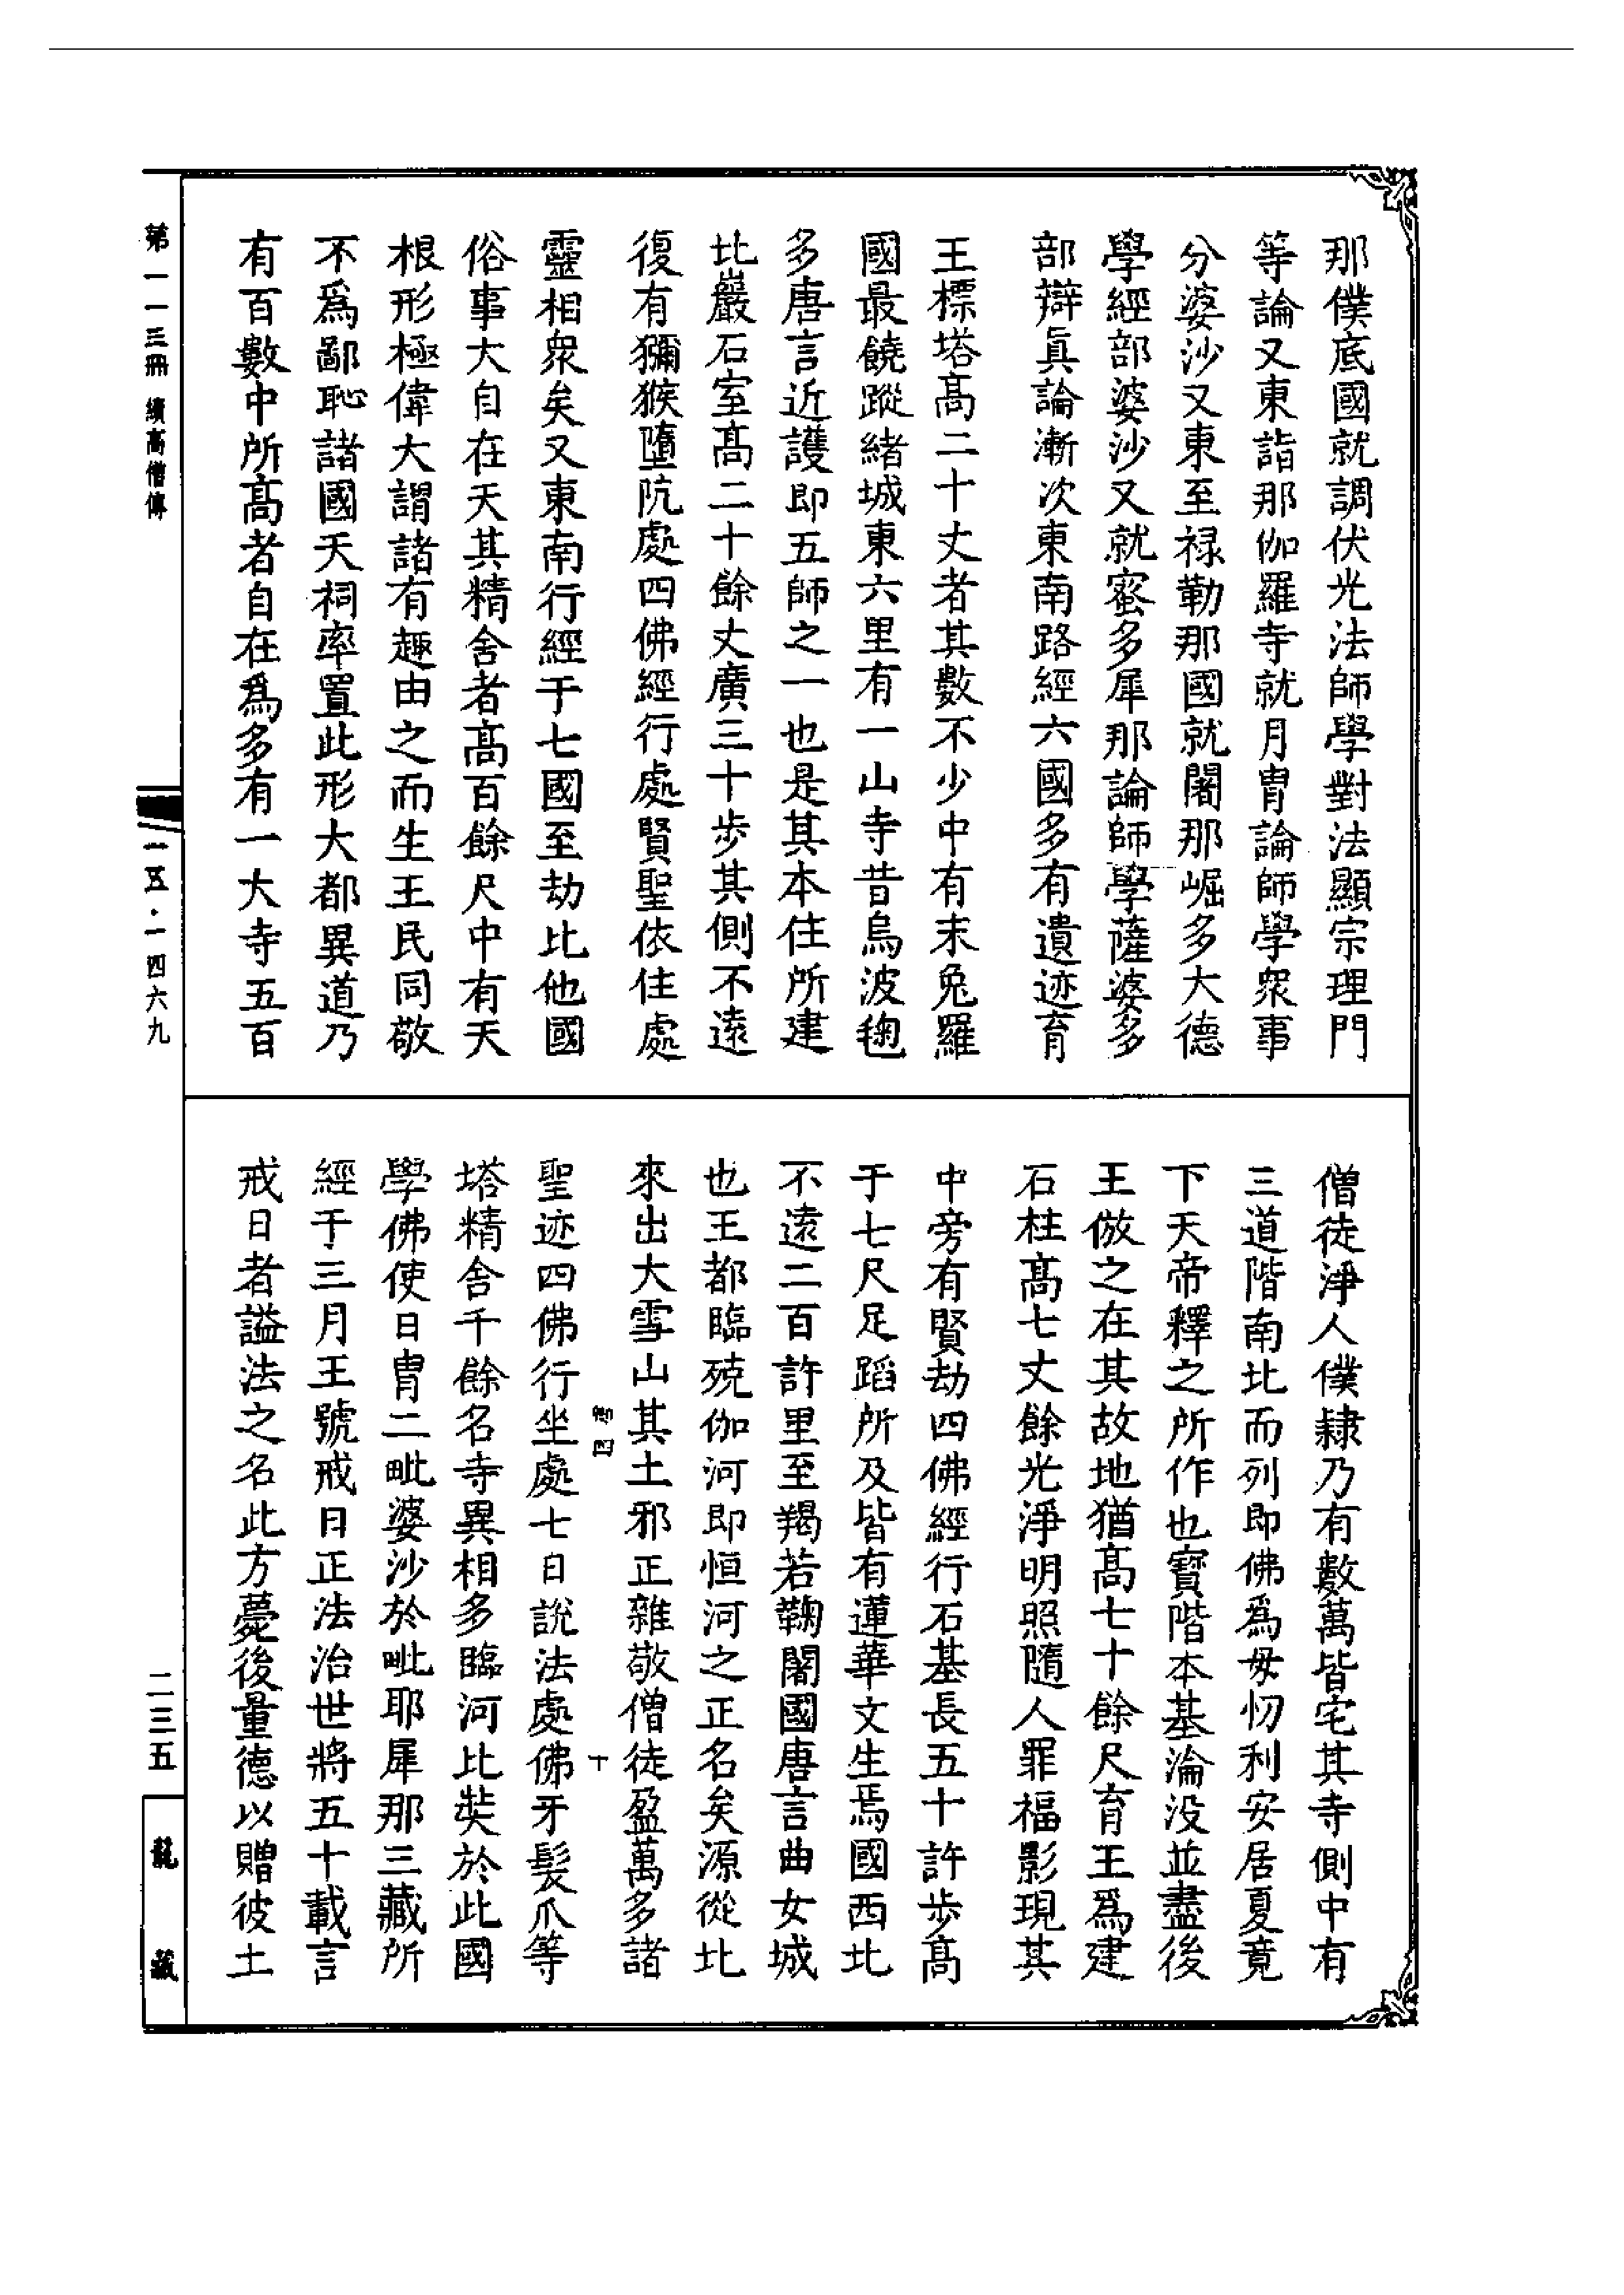 那僕底國就調伏光法師學對法顯宗理門
等論又東詣那伽羅寺就月冑論師學眾事
分婆沙又東至祿勒那國就闍那崛多大德
學經部婆沙又就蜜多犀那論師學薩婆多
部辯眞論漸次東南路經六國多有遺迹育
王標塔髙二十丈者其數不少中有末兔羅
國最饒蹤緒城東六里有一山寺昔烏波毱
多唐言近護即五師之一也是其本住所建
北巖石室髙二十餘丈廣三十步其側不遠
復有獼猴墮阬處四佛經行處賢聖依住處
靈相眾矣又東南行經于七國至劫比他國
俗事大自在天其精舍者髙百餘尺中有天
根形極偉大謂諸有趣由之而生王民同敬
不爲鄙恥諸國天祠率置此形大都異道乃
有百數中所髙者自在爲多有一大寺五百
僧徒淨人僕隸乃有數萬皆宅其寺側中有
三道階南北而列即佛爲母忉利安居夏竟
下天帝釋之所作也寶階本基淪没並盡後
王倣之在其故地猶髙七十餘尺育王爲建
石柱髙七丈餘光淨明照隨人罪福影現其
中旁有賢劫四佛經行石基長五十許步髙
于七尺足蹈所及皆有蓮華文生焉國西北
不遠二百許里至羯若鞠闍國唐言曲女城
也王都臨殑伽河即恒河之正名矣源從北
來出大雪山其土邪正雜敬僧徒盈萬多諸
聖迹四佛行坐處七日說法處佛牙髮爪等
塔精舍千餘名寺異相多臨河北奘於此國
學佛使日冑二毗婆沙於毗耶犀那三藏所
經于三月王號戒日正法治世將五十載言
戒日者謚法之名此方薨後量德以贈彼土
卿四
十
第一一三冊 續高僧傳
一五·一四六九
二三五
龍藏